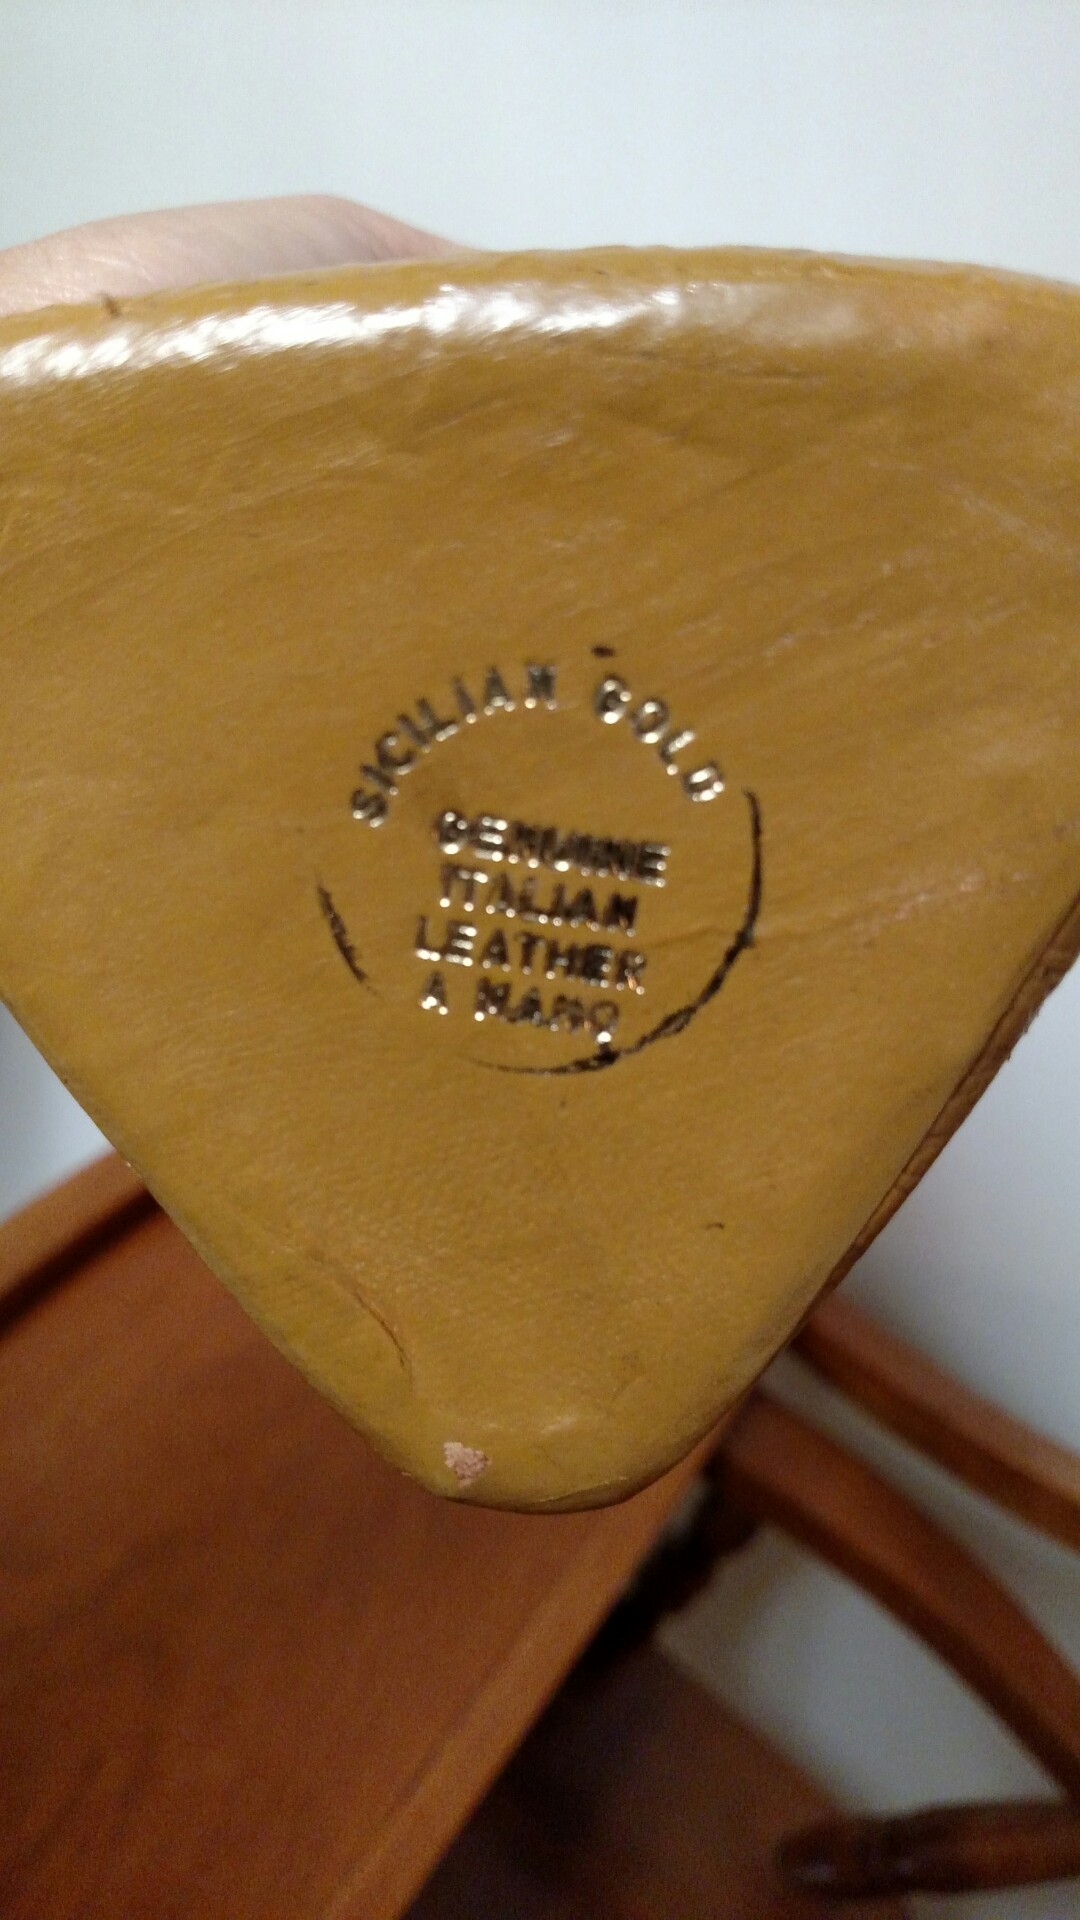 SICILIAN GOLD
GENUINE
ITALIAN
LEATHER
A MANO